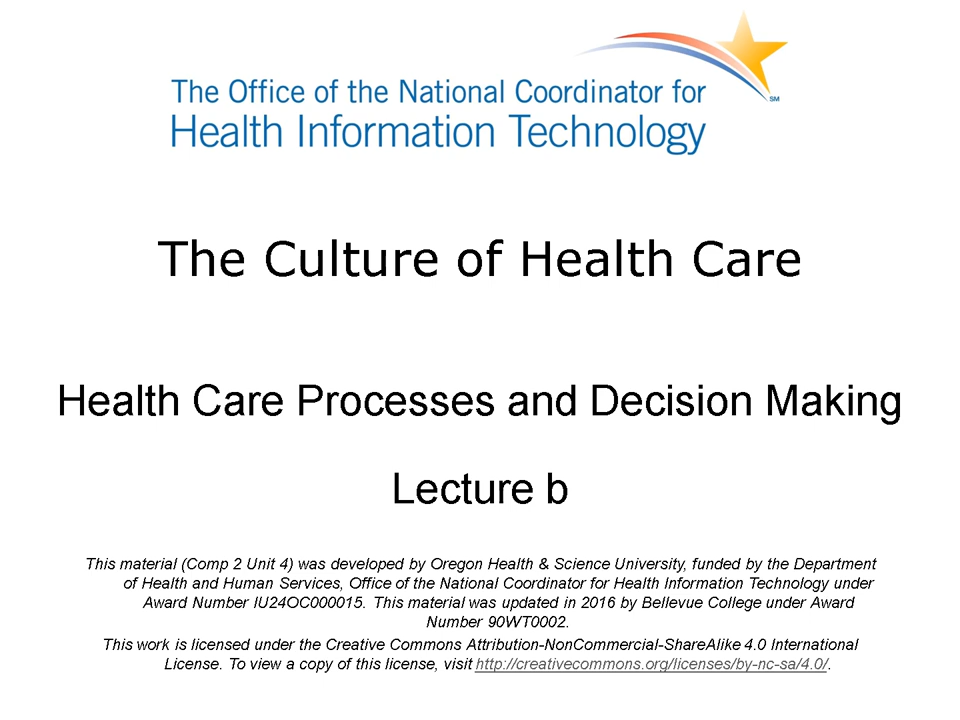 The Office of the National Coordinator for
Health Information Technology
SM
The Culture of Health Care
Health Care Processes and Decision Making
Lecture b
This material (Comp 2 Unit 4) was developed by Oregon Health & Science University, funded by the Department
of Health and Human Services, Office of the National Coordinator for Health Information Technology under
Award Number IU24OC000015. This material was updated in 2016 by Bellevue College under Award
Number 90WT0002.
This work is licensed under the Creative Commons Attribution-NonCommercial-ShareAlike 4.0 International
License. To view a copy of this license, visit http://creativecommons.org/licenses/by-nc-sa/4.0/.